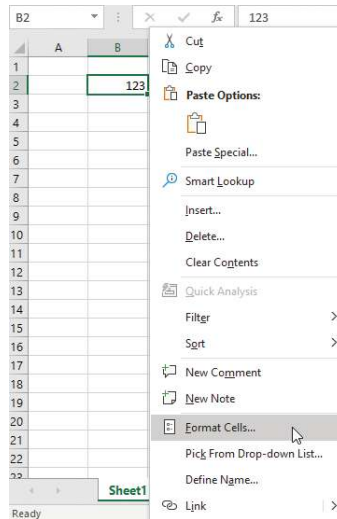 B2 fx 123
A B
1
2 123
3
4
5
6
7
8
9
10
11
12
13
14
15
16
17
18
19
20
21
22
23
Cut
Copy
Paste Options:
Paste Special...
Smart Lookup
Insert...
Delete...
Clear Contents
Quick Analysis
Filter
Sort
New Comment
New Note
Format Cells...
Pick From Drop-down List...
Define Name...
Link
Sheet1
Ready